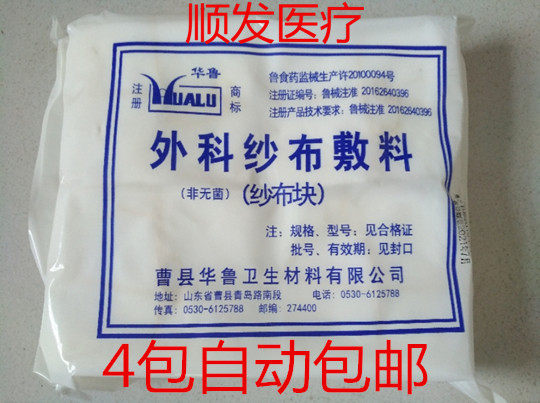 顺发医疗
华鲁
注册
HUALU
商标
鲁食药监械生产许20100094号
注册证编号：鲁械注准 20162640396
注册产品技术要求：鲁械注准 20162640396
外科纱布敷料
(非无菌) (纱布块)
注：规格、型号：见合格证
批号、有效期：见封口
曹县华鲁卫生材料有限公司
地址：山东省曹县青岛路南段 电话：0530-6125788
传真：0530-6125788 邮编：274400
4包自动包邮